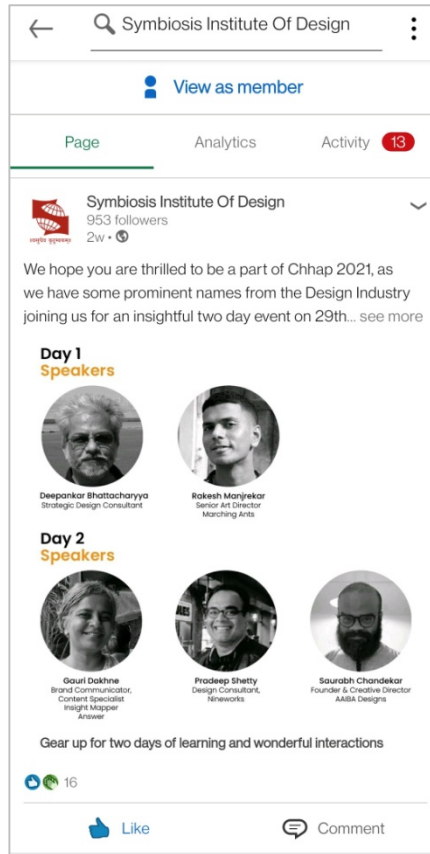 Symbiosis Institute Of Design
View as member
Page Analytics Activity 13
Symbiosis Institute Of Design
953 followers
2w •
We hope you are thrilled to be a part of Chhap 2021, as
we have some prominent names from the Design Industry
joining us for an insightful two day event on 29th... see more
Day 1
Speakers
Deepankar Bhattacharyya
Strategic Design Consultant
Rakesh Manjrekar
Senior Art Director
Marching Ants
Day 2
Speakers
Gauri Dakhne
Brand Communicator,
Content Specialist
Insight Mapper
Answer
Pradeep Shetty
Design Consultant,
Nineworks
Saurabh Chandekar
Founder & Creative Director
AAIBA Designs
Gear up for two days of learning and wonderful interactions
16
Like Comment